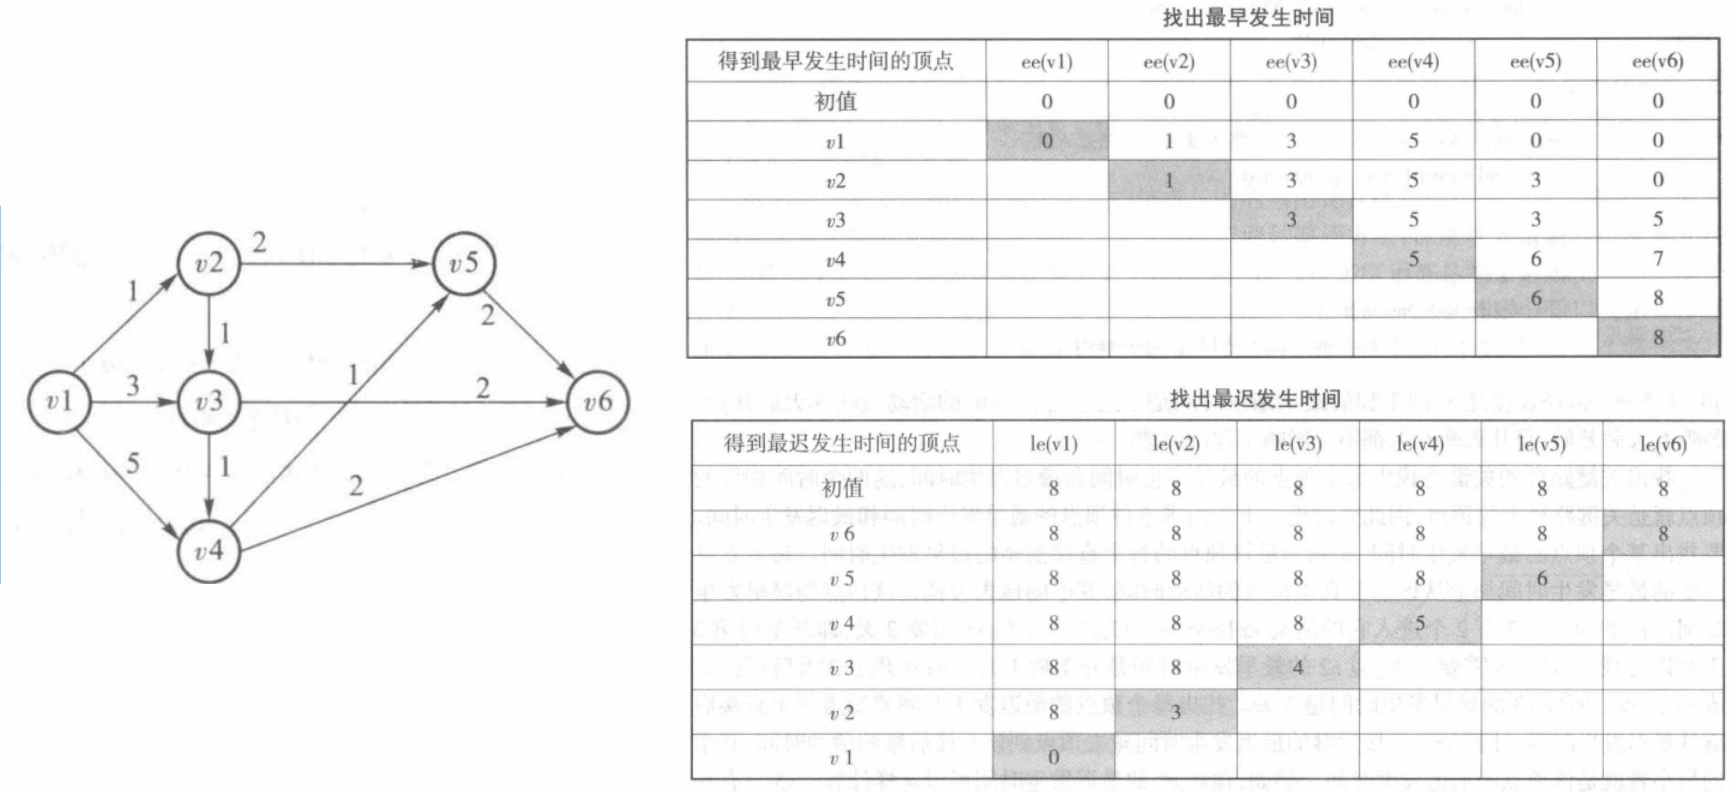 找出最早发生时间
得到最早发生时间的顶点 ee(v1) ee(v2) ee(v3) ee(v4) ee(v5) ee(v6)
初值 0 0 0 0 0 0
v1 0 1 3 5 0 0
v2 1 3 5 3 0
v3 3 5 3 5
v4 5 6 7
v5 6 8
v6 8
找出最迟发生时间
得到最迟发生时间的顶点 le(v1) le(v2) le(v3) le(v4) le(v5) le(v6)
初值 8 8 8 8 8 8
v6 8 8 8 8 8 8
v5 8 8 8 8 6
v4 8 8 8 5
v3 8 8 4
v2 8 3
v1 0
v2
2
v5
1
1
2
v1
3
v3
1
2
v6
5
1
2
v4